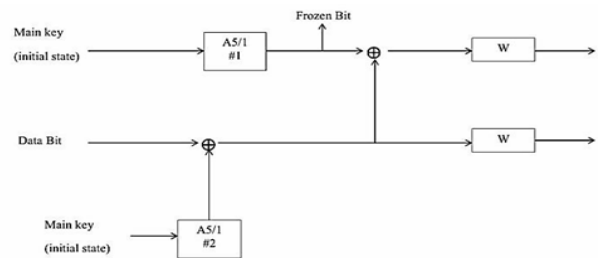 Frozen Bit
Main key
(initial state)
A5/1
#1
⊕
W
Data Bit
⊕
W
Main key
(initial state)
A5/1
#2